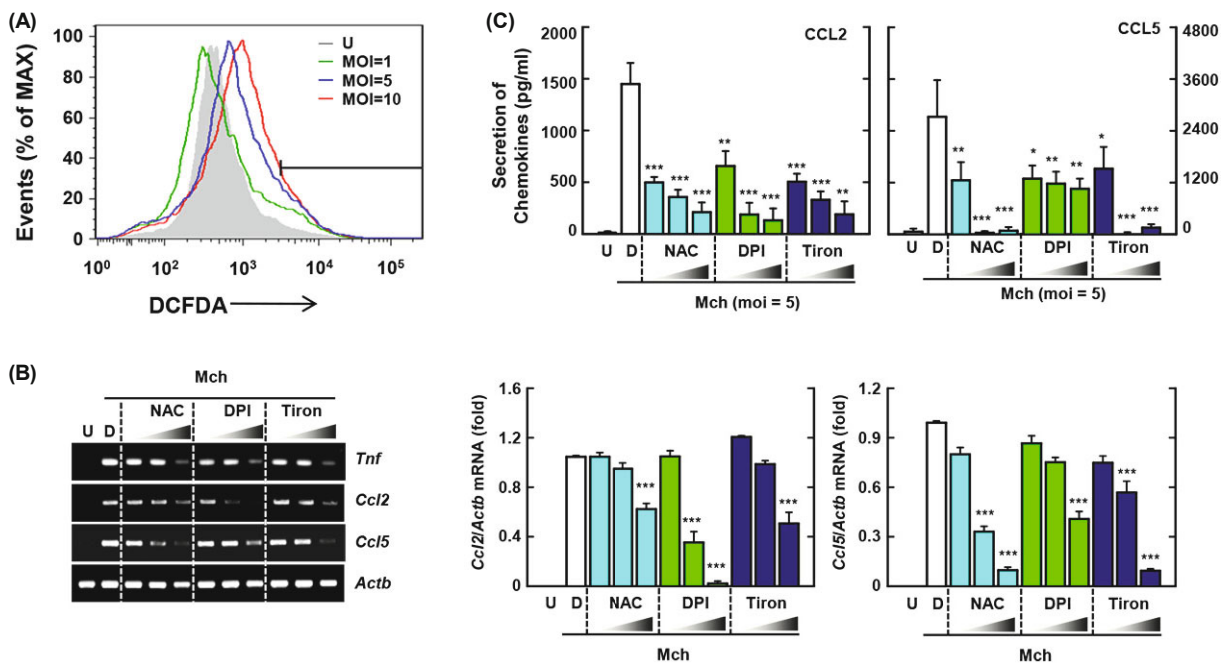 (A)
Events (% of MAX)
100
80
60
40
20
0
U
MOI=1
MOI=5
MOI=10
10⁰ 10² 10³ 10⁴ 10⁵
DCFDA
(C)
Secretion of
Chemokines (pg/ml)
CCL2
2000
1500
1000
500
0
*** *** *** ** *** *** *** *** **
U D NAC DPI Tiron
Mch (moi = 5)
CCL5
4800
3600
2400
1200
0
** *** *** * ** ** * *** ***
U D NAC DPI Tiron
Mch (moi = 5)
(B)
Mch
NAC DPI Tiron
U D
Tnf
Ccl2
Ccl5
Actb
Ccl2/Actb mRNA (fold)
1.6
1.2
0.8
0.4
0
*** *** *** ***
U D NAC DPI Tiron
Mch
Ccl5/Actb mRNA (fold)
1.2
0.9
0.6
0.3
0
*** *** *** *** ***
U D NAC DPI Tiron
Mch